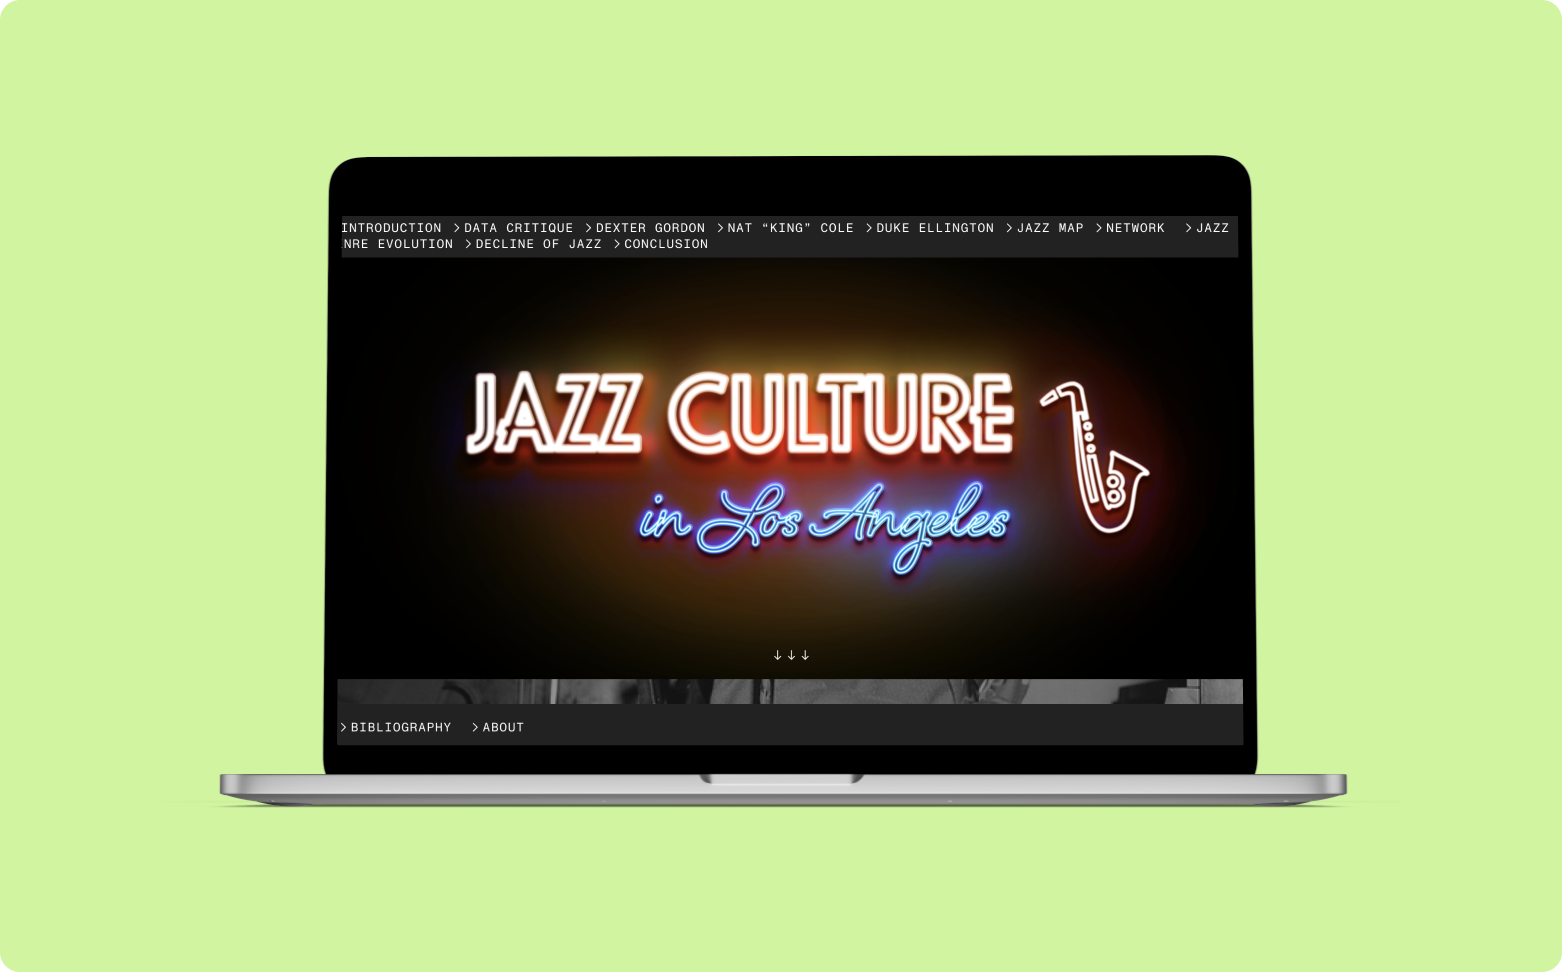 INTRODUCTION >DATA CRITIQUE >DEXTER GORDON >NAT “KING” COLE >DUKE ELLINGTON >JAZZ MAP >NETWORK >JAZZ
NRE EVOLUTION >DECLINE OF JAZZ >CONCLUSION
JAZZ CULTURE
in Los Angeles
↓↓↓
>BIBLIOGRAPHY >ABOUT